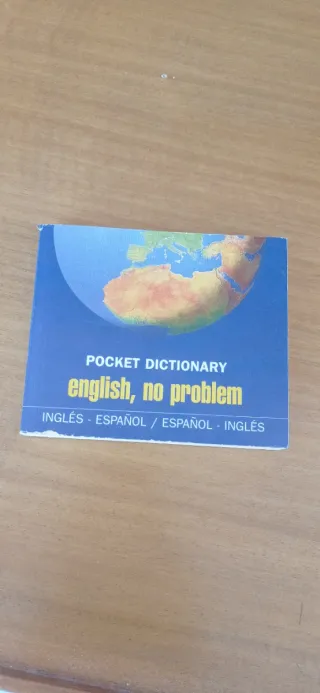 POCKET DICTIONARY
english, no problem
INGLÉS - ESPAÑOL / ESPAÑOL - INGLÉS